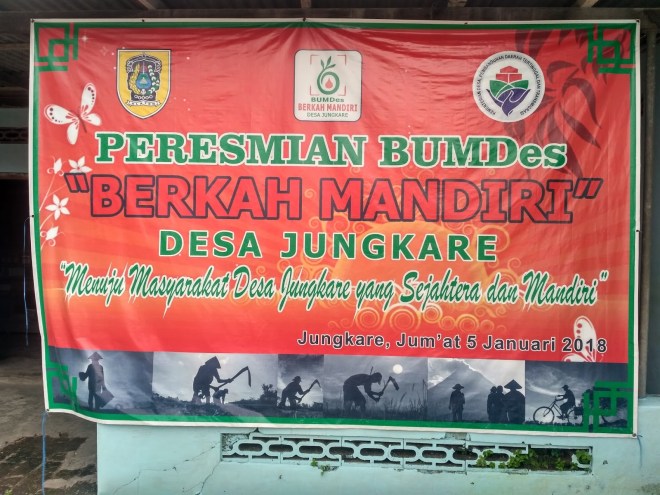 BUMDes
BERKAH MANDIRI
DESA JUNGKARE
PERESMIAN BUMDes
"BERKAH MANDIRI"
DESA JUNGKARE
"Menuju Masyarakat Desa Jungkare yang Sejahtera dan Mandiri"
Jungkare, Jum'at 5 Januari 2018